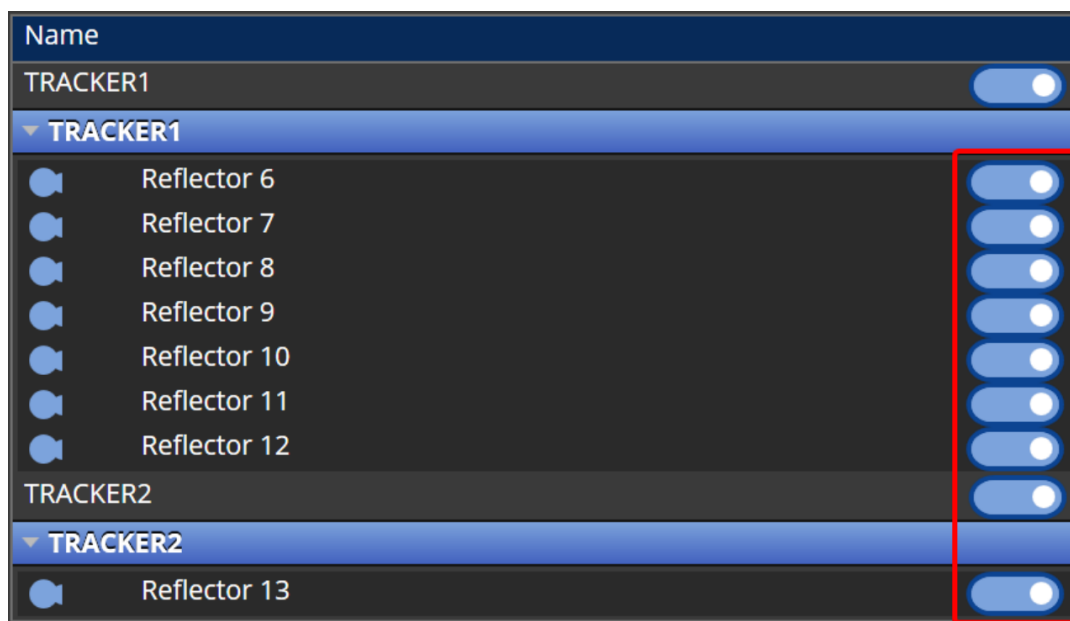 Name
TRACKER1
TRACKER1
Reflector 6
Reflector 7
Reflector 8
Reflector 9
Reflector 10
Reflector 11
Reflector 12
TRACKER2
TRACKER2
Reflector 13